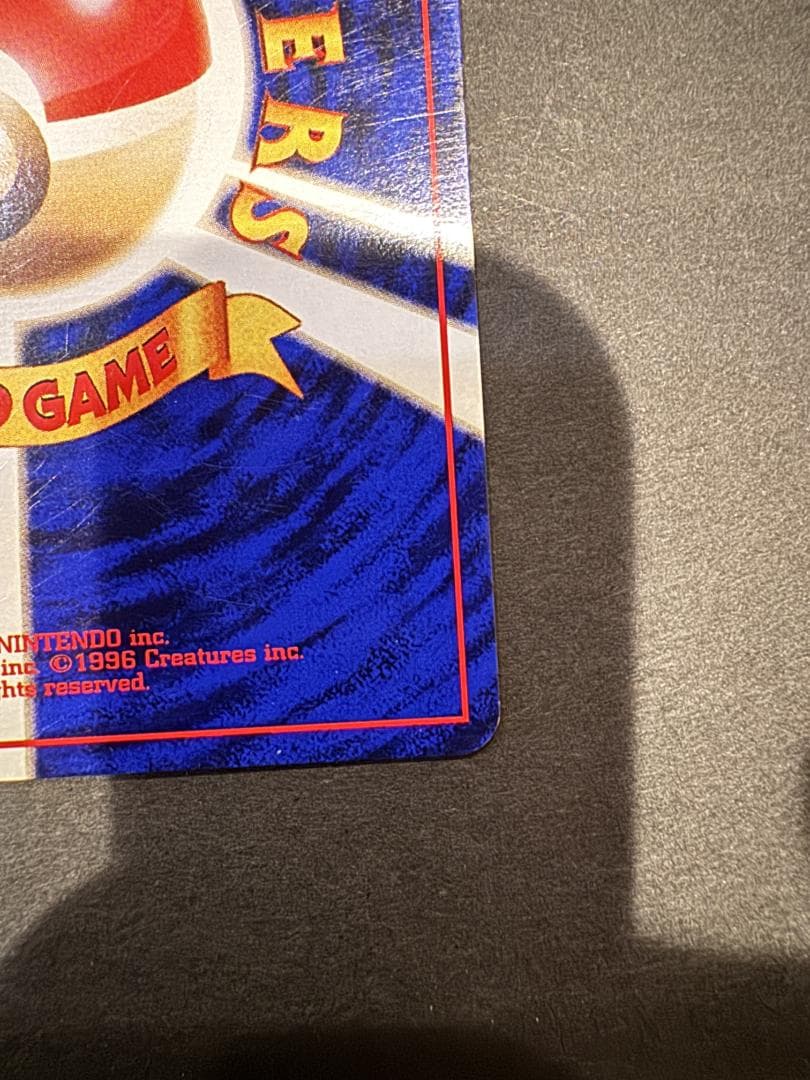 ERS
GAME
NINTENDO inc.
inc. ©1996 Creatures inc.
hts reserved.